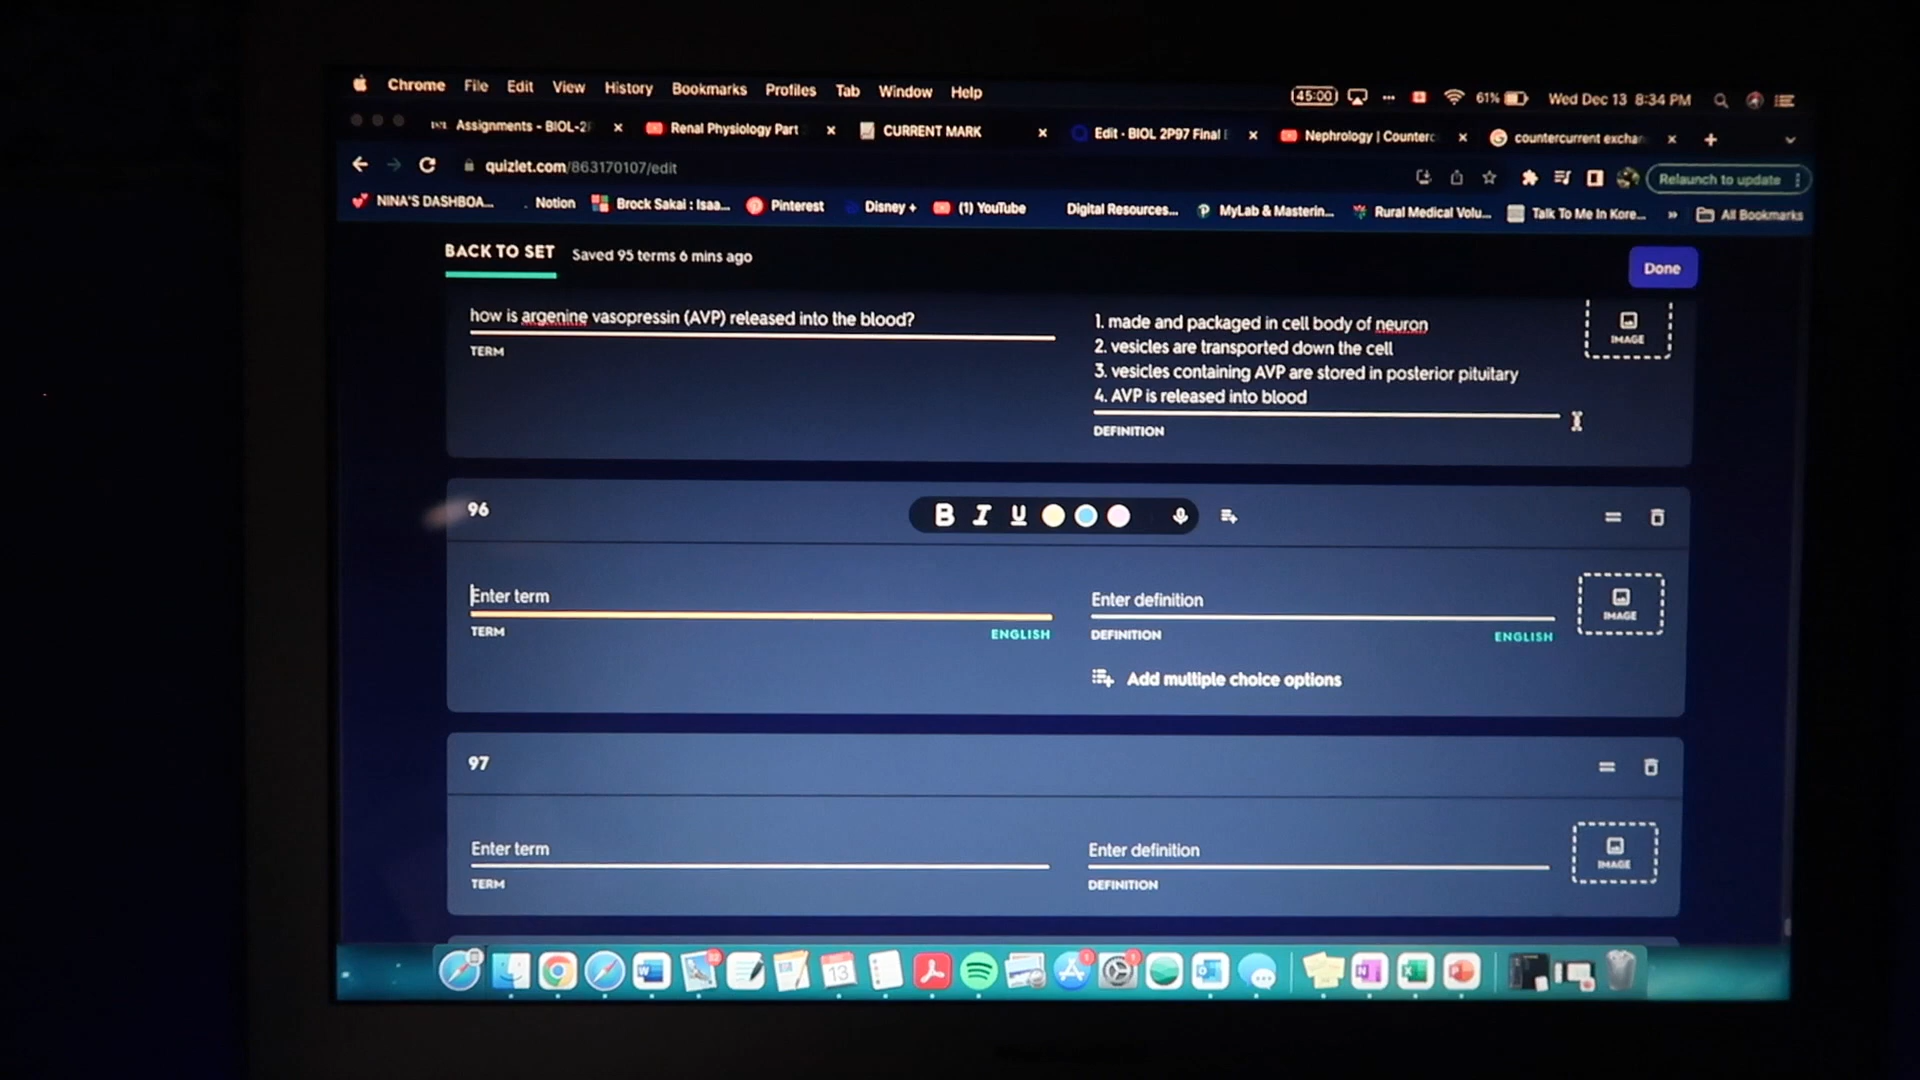 Chrome File Edit View History Bookmarks Profiles Tab Window Help
45:00 61% Wed Dec 13 8:34 PM
Assignments - BIOL-2P Renal Physiology Part CURRENT MARK Edit - BIOL 2P97 Final Nephrology | Counterc countercurrent exchan
quizlet.com/863170107/edit Relaunch to update
NINA'S DASHBOA... Notion Brock Sakai : Isaa... Pinterest Disney + (1) YouTube Digital Resources... MyLab & Masterin... Rural Medical Volu... Talk To Me In Kore... » All Bookmarks
BACK TO SET Saved 95 terms 6 mins ago Done
how is argenine vasopressin (AVP) released into the blood?
TERM
1. made and packaged in cell body of neuron
2. vesicles are transported down the cell
3. vesicles containing AVP are stored in posterior pituitary
4. AVP is released into blood
DEFINITION
IMAGE
96 B I U
Enter term Enter definition
TERM ENGLISH DEFINITION ENGLISH
IMAGE
Add multiple choice options
97
Enter term Enter definition
TERM DEFINITION
IMAGE
13